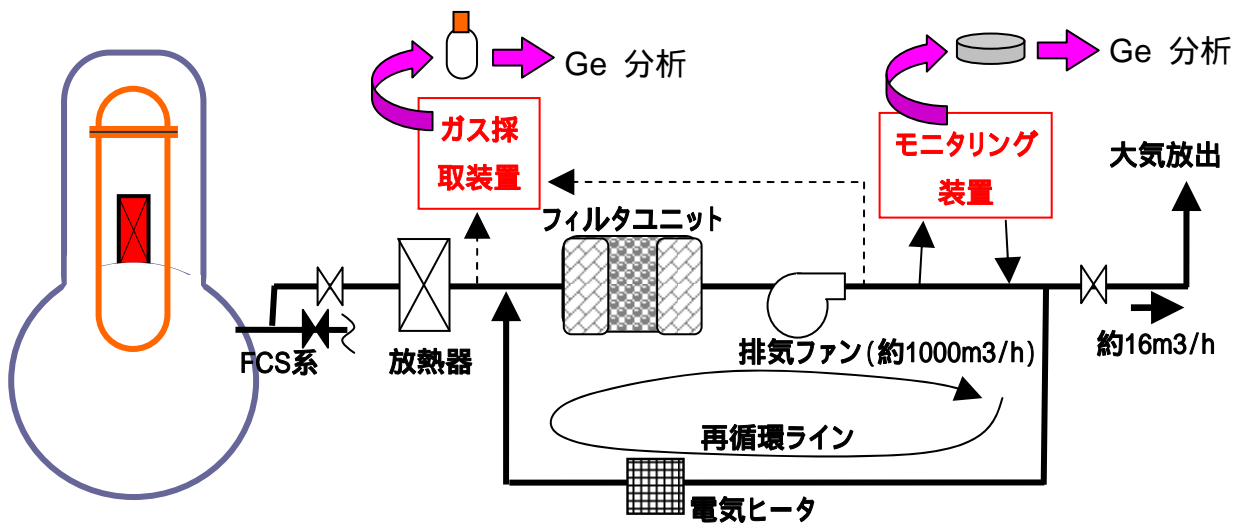 Ge 分析
Ge 分析
ガス採
取装置
モニタリング
装置
大気放出
フィルタユニット
FCS系
放熱器
排気ファン(約1000m3/h)
約16m3/h
再循環ライン
電気ヒータ